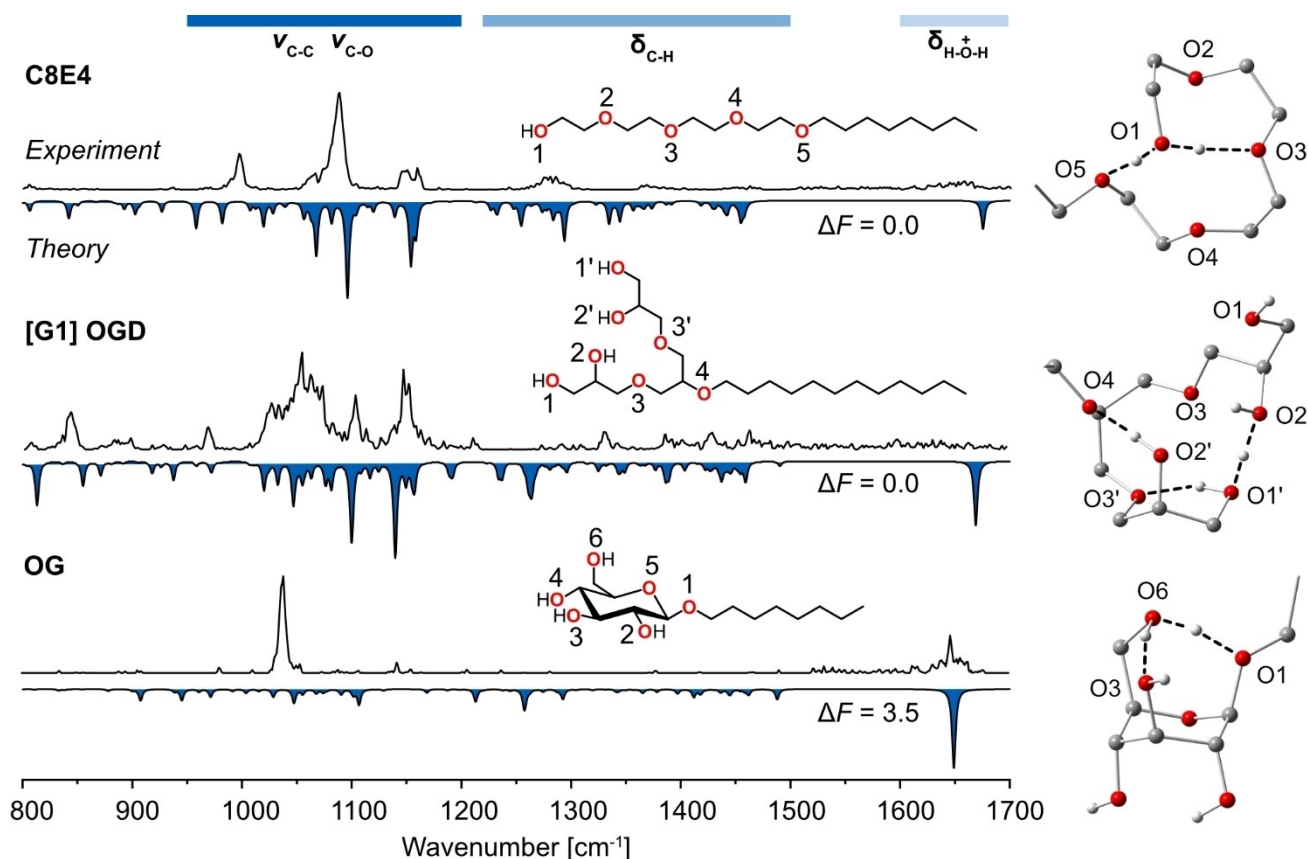 νC-C νC-O δC-H δH-O-H+
C8E4
Experiment
Theory
HO
1 2 3 4 5
ΔF = 0.0
O1 O2 O3 O4 O5
[G1] OGD
HO
1'
HO
2'
O
3'
OH
2
HO
1
O
3
O
4
ΔF = 0.0
O1
O4
O3
O2
O2'
O3'
O1'
OG
6
OH
4
HO
5
O
1
O
HO
3
2
OH
ΔF = 3.5
O6
O1
O3
800 900 1000 1100 1200 1300 1400 1500 1600 1700
Wavenumber [cm⁻¹]